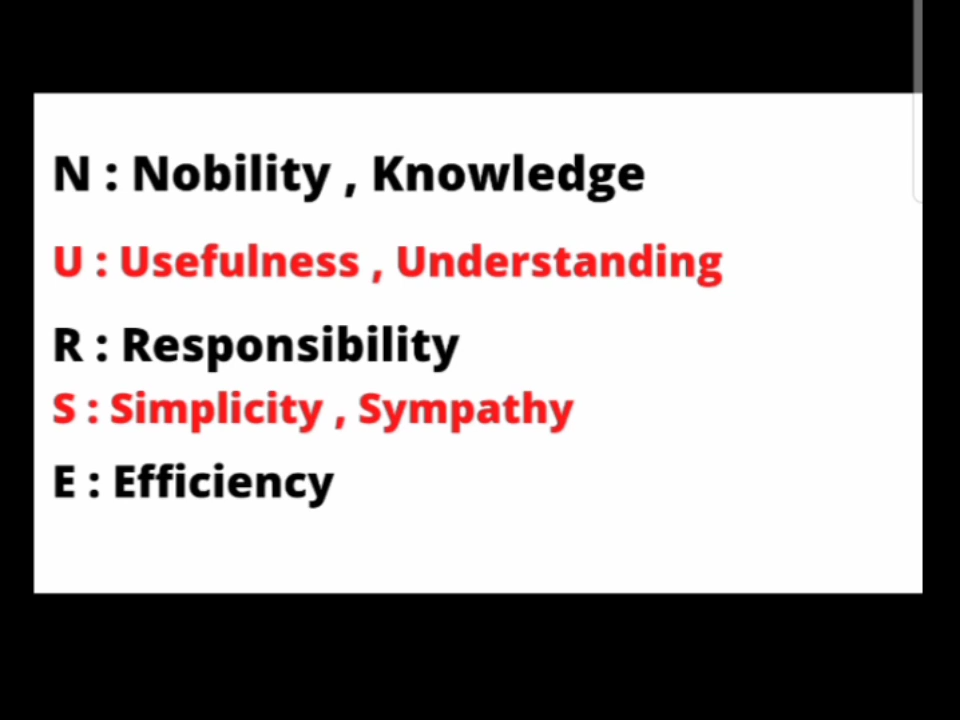 N : Nobility , Knowledge
U : Usefulness , Understanding
R : Responsibility
S : Simplicity , Sympathy
E : Efficiency